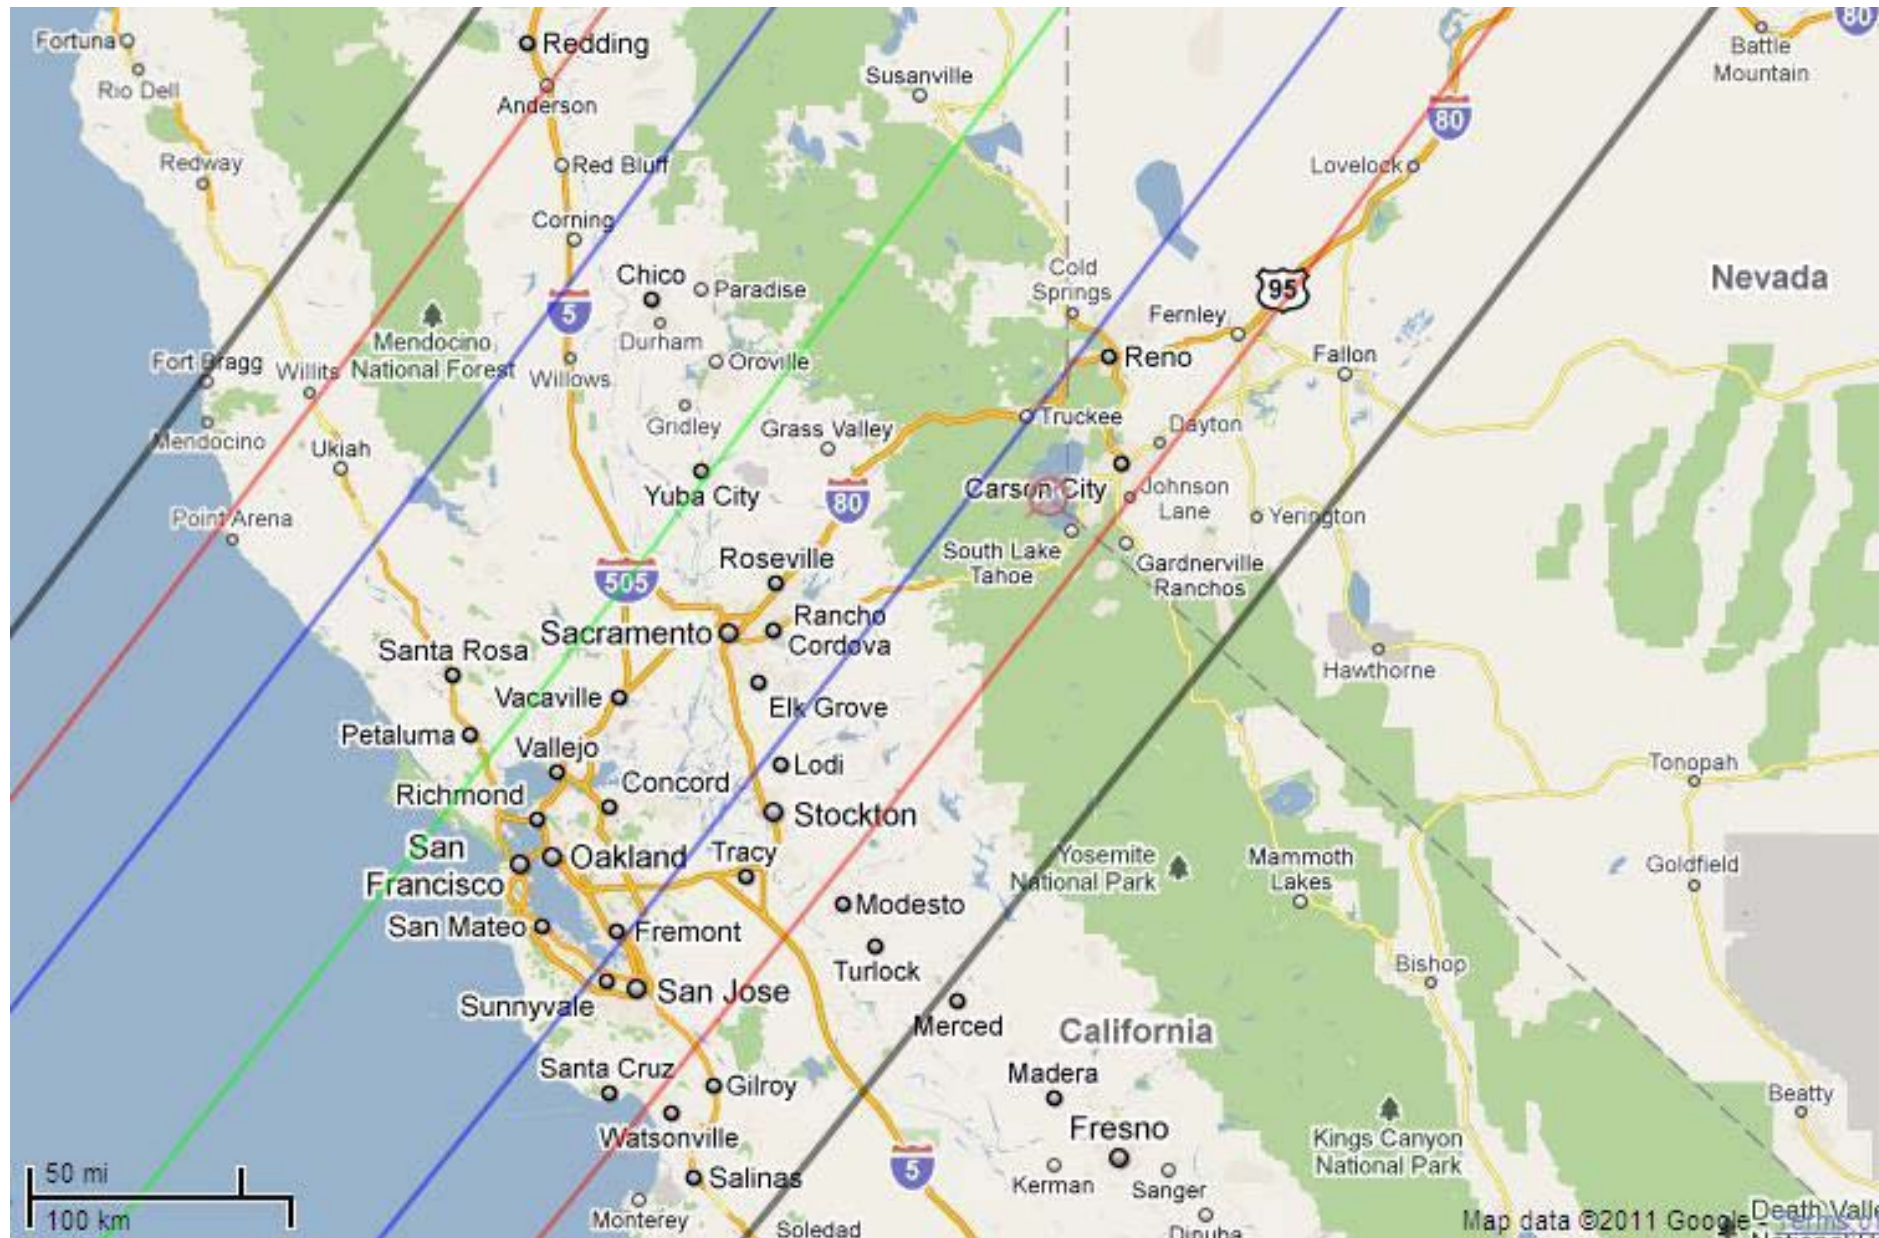 Fortuna
Rio Dell
Redding
Anderson
Redway
Red Bluff
Corning
Susanville
80
Battle
Mountain
80
Lovelock
Chico
Paradise
Durham
5
Oroville
Mendocino
National Forest
Fort Bragg
Willits
Willows
Mendocino
Ukiah
Gridley
Grass Valley
Cold
Springs
Fernley
95
Nevada
Reno
Fallon
Truckee
Dayton
Yuba City
80
Carson City
Johnson
Lane
Yerington
Point Arena
505
Roseville
South Lake
Tahoe
Gardnerville
Ranchos
Sacramento
Rancho
Cordova
Santa Rosa
Vacaville
Elk Grove
Hawthorne
Petaluma
Vallejo
Concord
Lodi
Tonopah
Richmond
Stockton
San
Francisco
Oakland
Tracy
Yosemite
National Park
Mammoth
Lakes
Goldfield
San Mateo
Fremont
Modesto
Turlock
Bishop
Sunnyvale
San Jose
Merced
California
Santa Cruz
Gilroy
Madera
Beatty
Watsonville
Fresno
Kings Canyon
National Park
50 mi
100 km
Salinas
5
Kerman
Sanger
Monterey
Soledad
Dinuba
Death Valle
Map data ©2011 Google - Terms of